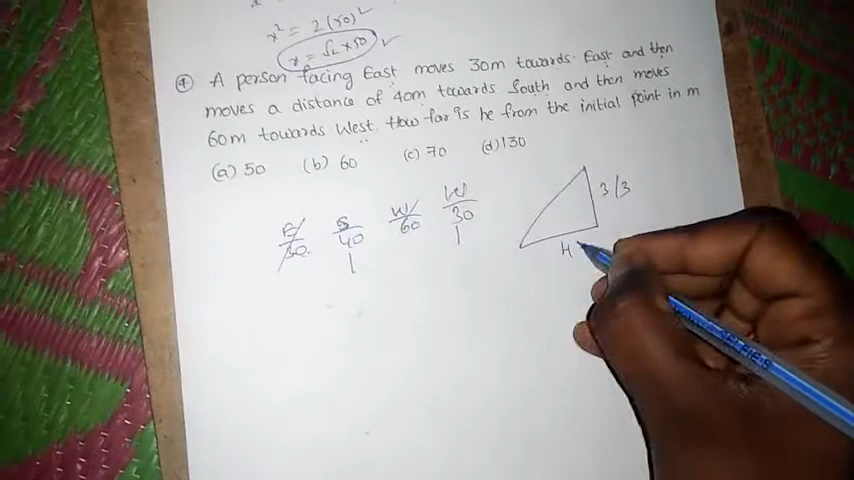 x² = 2(50)²
x = √2 × 50
④ A person facing East moves 30m towards East and then
moves a distance of 40m towards South and then moves
60m towards West. How far is he from the initial point in m
(a) 50 (b) 60 (c) 70 (d) 130
E/30 S/40 W/60 W/30
1 1
3/3
H